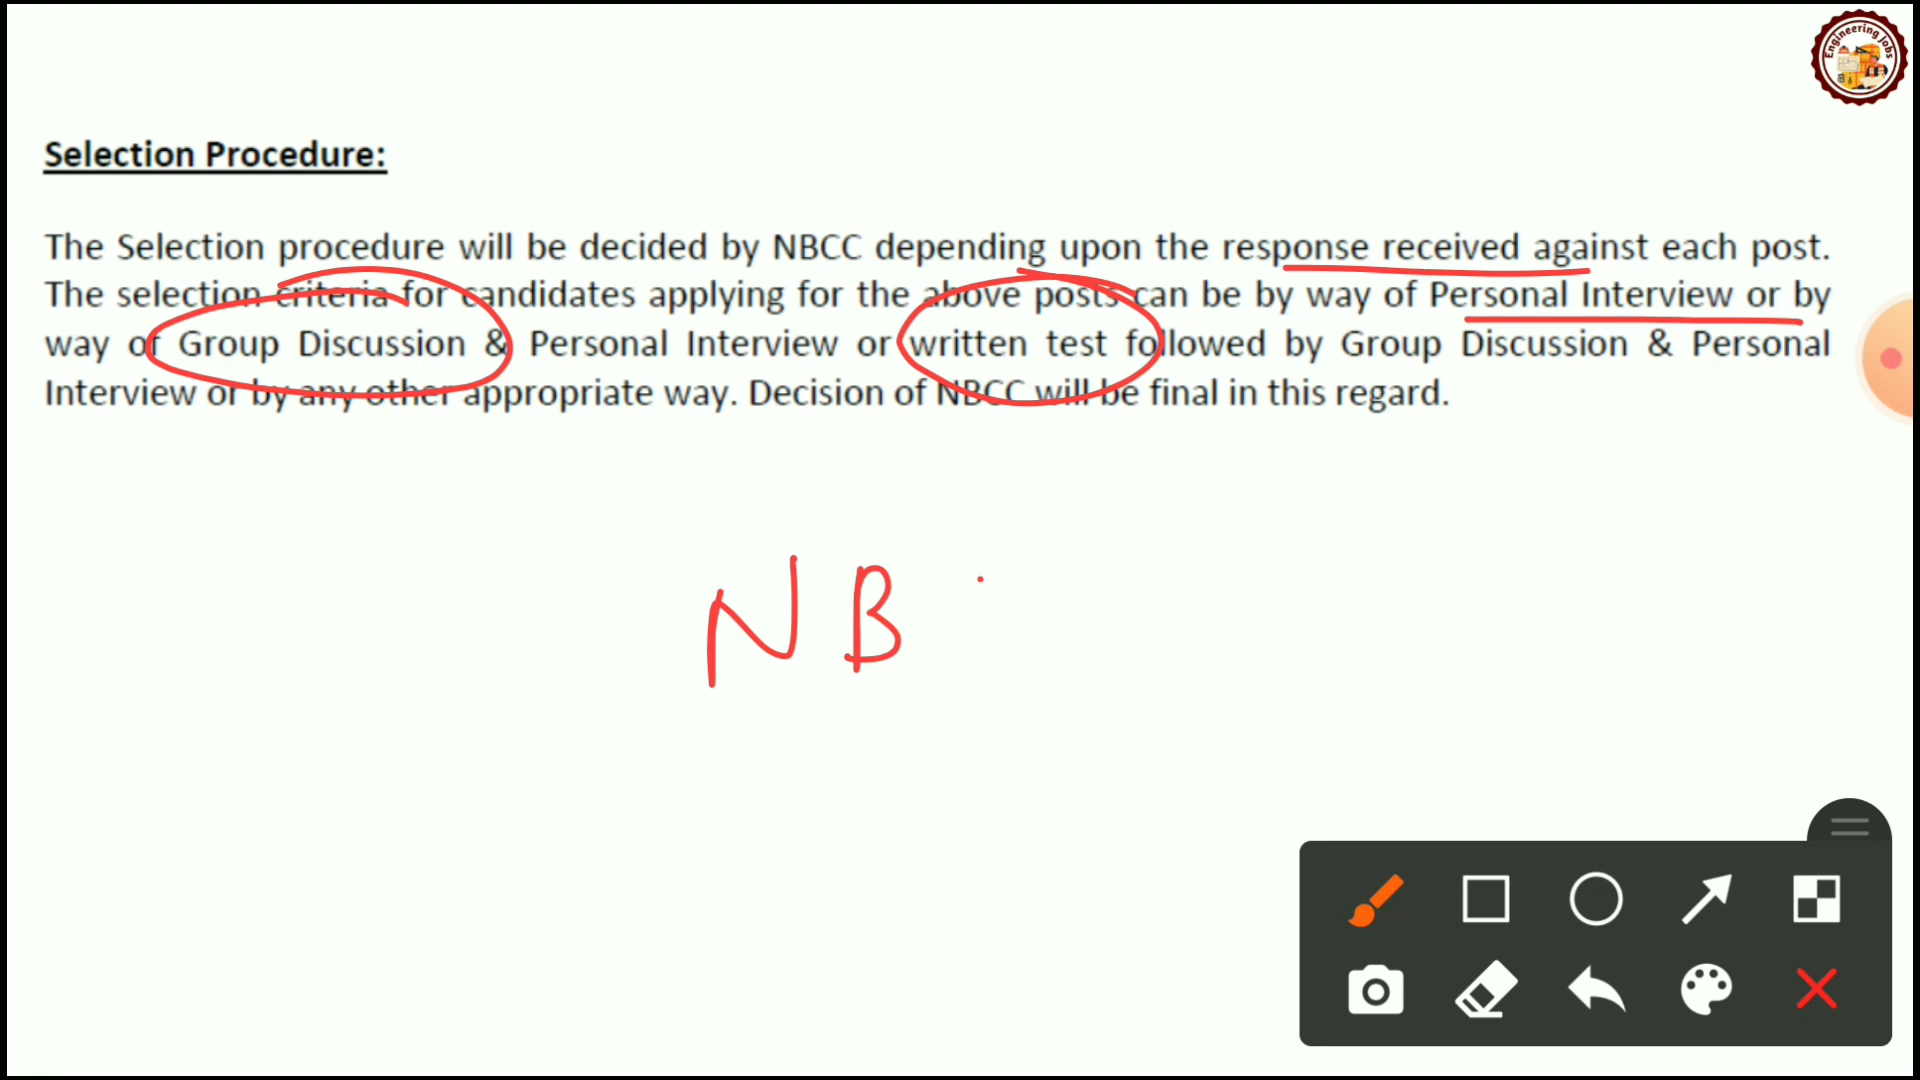 Engineering Jobs
Selection Procedure:
The Selection procedure will be decided by NBCC depending upon the response received against each post.
The selection criteria for candidates applying for the above posts can be by way of Personal Interview or by
way of Group Discussion & Personal Interview or written test followed by Group Discussion & Personal
Interview or by any other appropriate way. Decision of NBCC will be final in this regard.
N B